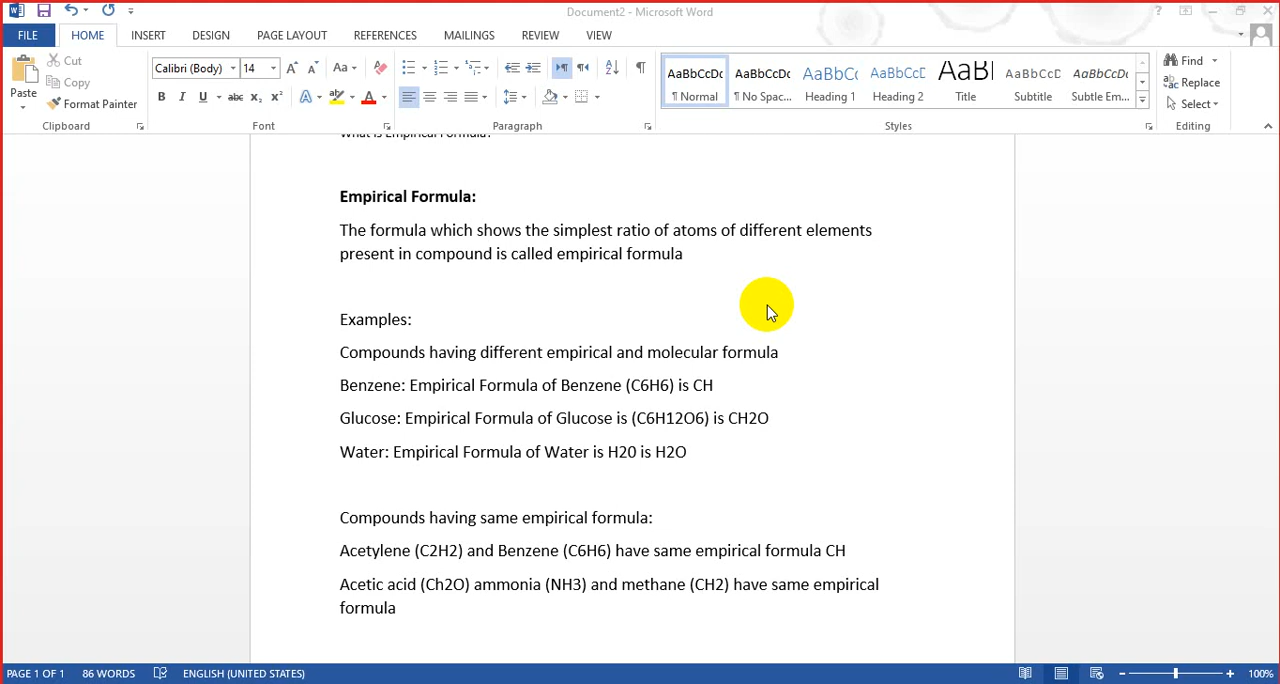 Document2 - Microsoft Word
FILE HOME INSERT DESIGN PAGE LAYOUT REFERENCES MAILINGS REVIEW VIEW
Paste
Cut
Copy
Format Painter
Clipboard
Calibri (Body) 14
Font
Paragraph
AaBbCcDc AaBbCcDc AaBbCc AaBbCcD AaBl AaBbCcC AaBbCcDc
¶ Normal ¶ No Spac... Heading 1 Heading 2 Title Subtitle Subtle Em...
Styles
Find
Replace
Select
Editing
What is Empirical Formula?
Empirical Formula:
The formula which shows the simplest ratio of atoms of different elements
present in compound is called empirical formula
Examples:
Compounds having different empirical and molecular formula
Benzene: Empirical Formula of Benzene (C6H6) is CH
Glucose: Empirical Formula of Glucose is (C6H12O6) is CH2O
Water: Empirical Formula of Water is H20 is H2O
Compounds having same empirical formula:
Acetylene (C2H2) and Benzene (C6H6) have same empirical formula CH
Acetic acid (Ch2O) ammonia (NH3) and methane (CH2) have same empirical
formula
PAGE 1 OF 1 86 WORDS ENGLISH (UNITED STATES) 100%